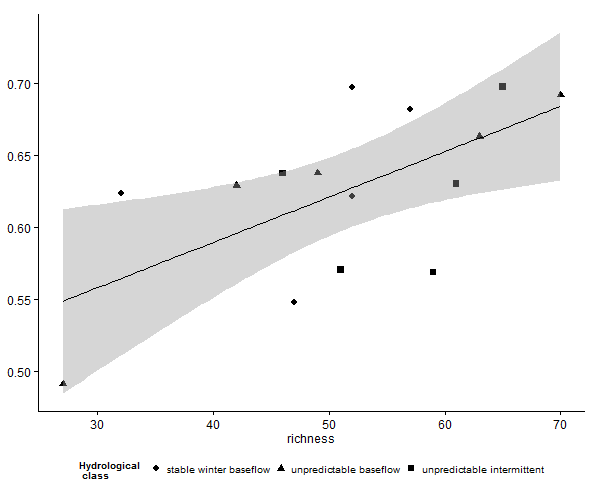 0.70
0.65
0.60
0.55
0.50
30 40 50 60 70
richness
Hydrological
class
stable winter baseflow unpredictable baseflow unpredictable intermittent